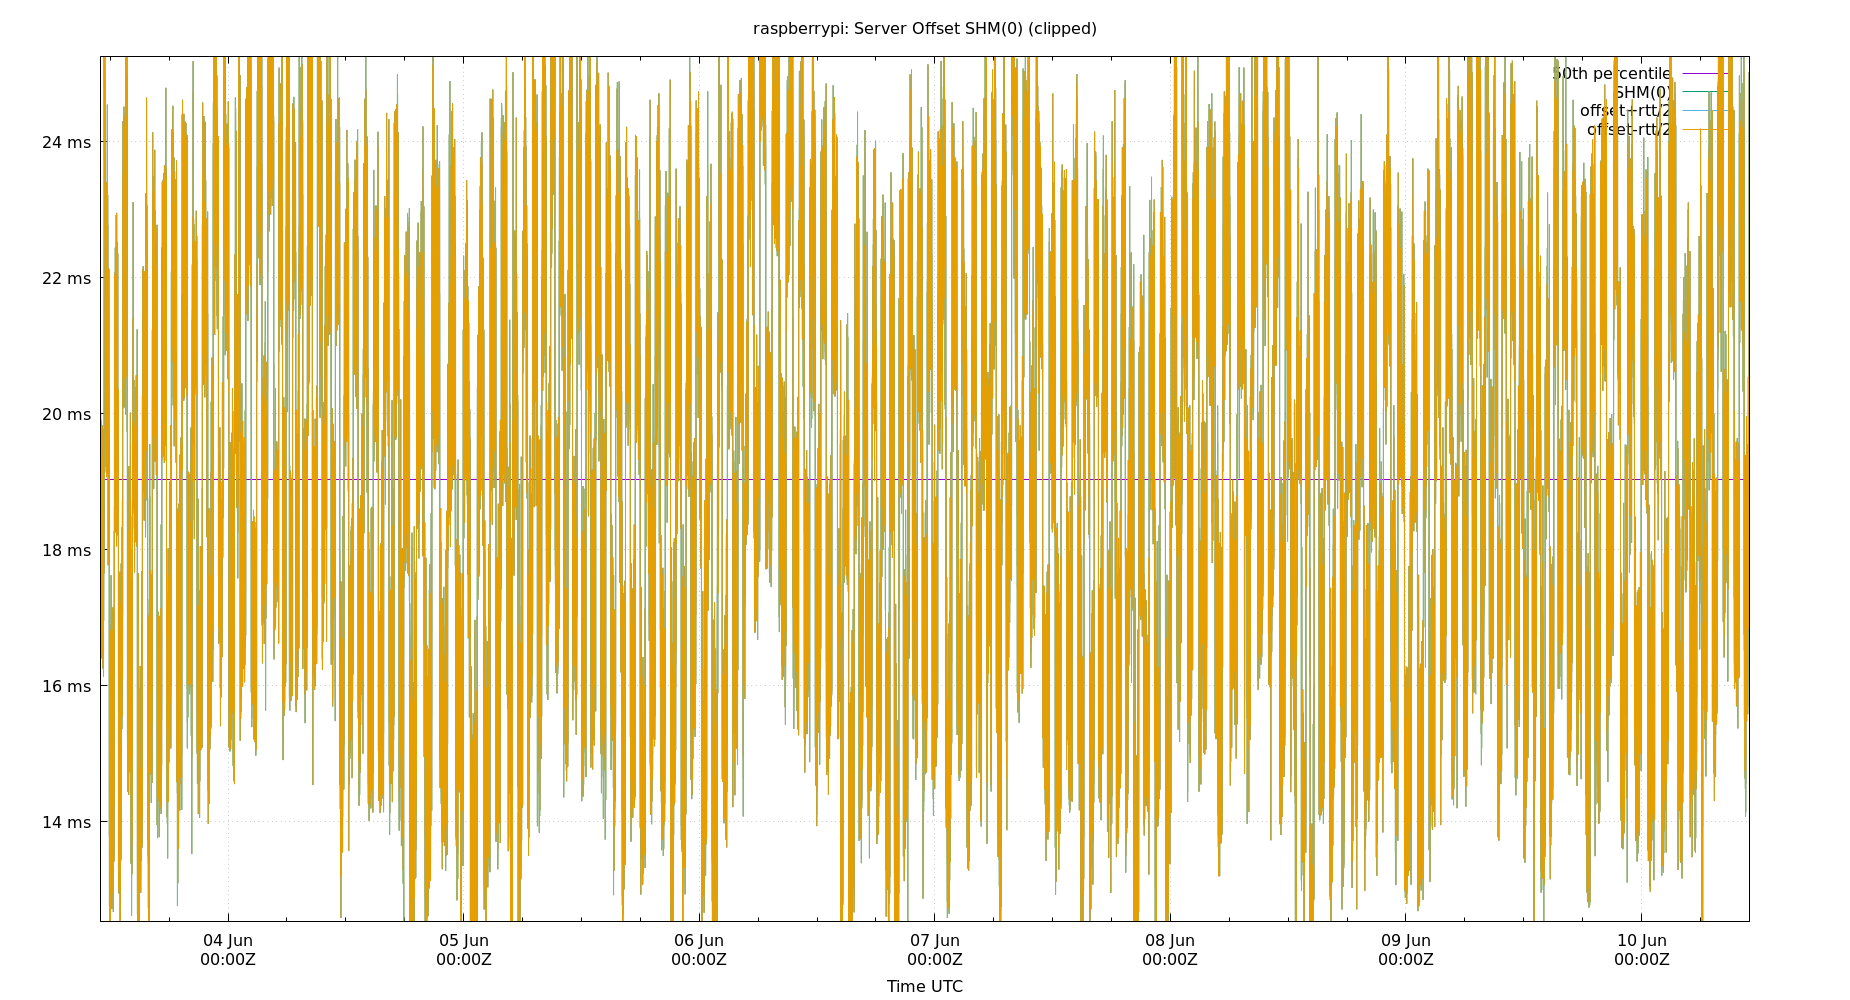 raspberrypi: Server Offset SHM(0) (clipped)
50th percentile
SHM(0)
offset+rtt/2
offset-rtt/2
24 ms
22 ms
20 ms
18 ms
16 ms
14 ms
04 Jun 05 Jun 06 Jun 07 Jun 08 Jun 09 Jun 10 Jun
00:00Z 00:00Z 00:00Z 00:00Z 00:00Z 00:00Z 00:00Z
Time UTC